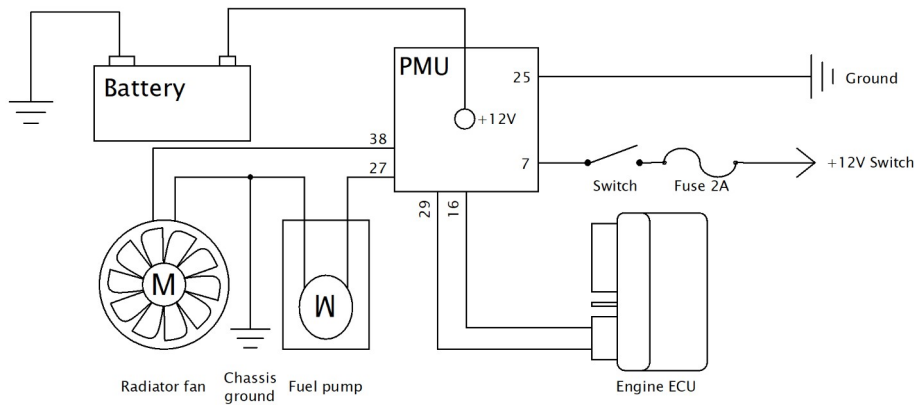 Battery
PMU
25
Ground
+12V
38
7
+12V Switch
27
Switch
Fuse 2A
29
16
M
M
Radiator fan
Chassis
ground
Fuel pump
Engine ECU